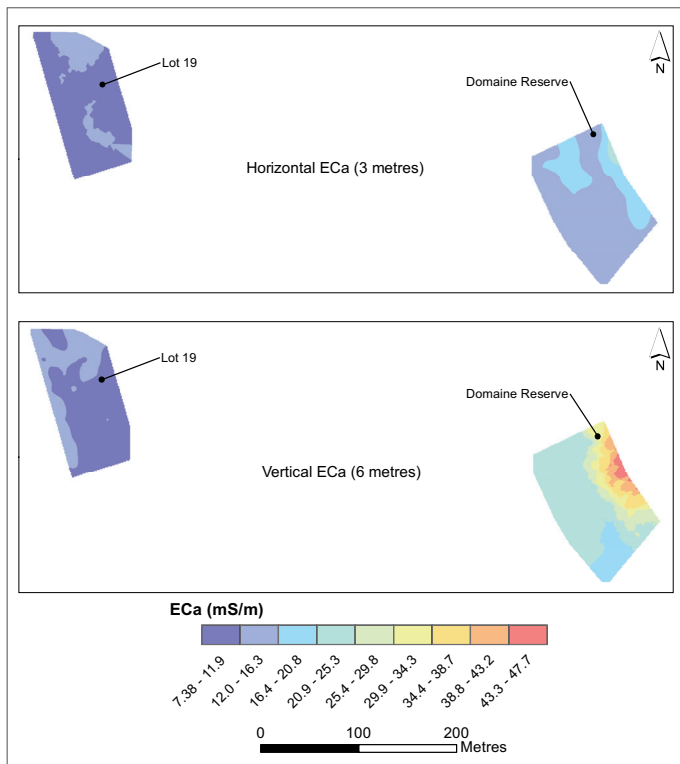 Lot 19
N
Domaine Reserve
Horizontal ECa (3 metres)
Lot 19
N
Domaine Reserve
Vertical ECa (6 metres)
ECa (mS/m)
7.38 - 11.9
12.0 - 16.3
16.4 - 20.8
20.9 - 25.3
25.4 - 29.8
29.9 - 34.3
34.4 - 38.7
38.8 - 43.2
43.3 - 47.7
0 100 200
Metres